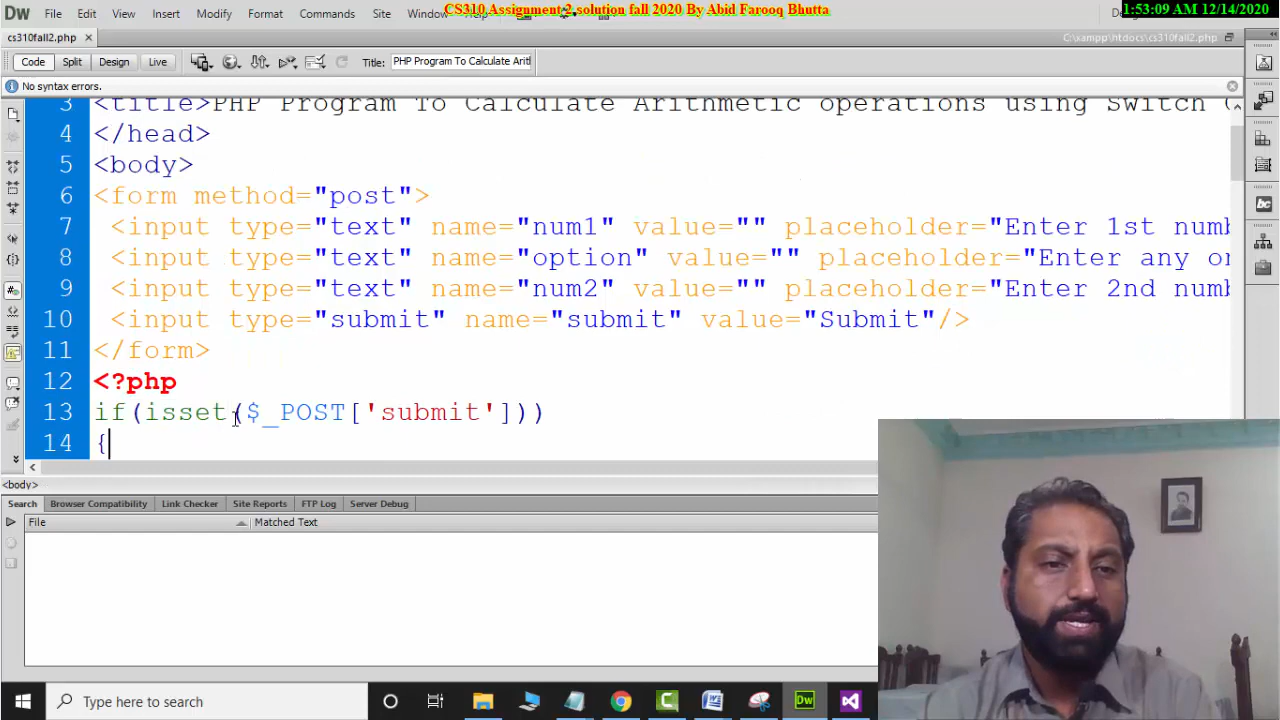 CS310 Assignment 2 solution fall 2020 By Abid Farooq Bhutta
1:53:09 AM 12/14/2020
Dw File Edit View Insert Modify Format Commands Site Window
cs310fall2.php
C:\xampp\htdocs\cs310fall2.php
Code Split Design Live Title: PHP Program To Calculate Arit
No syntax errors.
3 <title>PHP Program To Calculate Arithmetic operations using Switch
4 </head>
5 <body>
6 <form method="post">
7 <input type="text" name="num1" value="" placeholder="Enter 1st numb
8 <input type="text" name="option" value="" placeholder="Enter any or
9 <input type="text" name="num2" value="" placeholder="Enter 2nd numb
10 <input type="submit" name="submit" value="Submit"/>
11 </form>
12 <?php
13 if(isset($_POST['submit']))
14 {
<body>
Search Browser Compatibility Link Checker Site Reports FTP Log Server Debug
File Matched Text
Type here to search
Dw